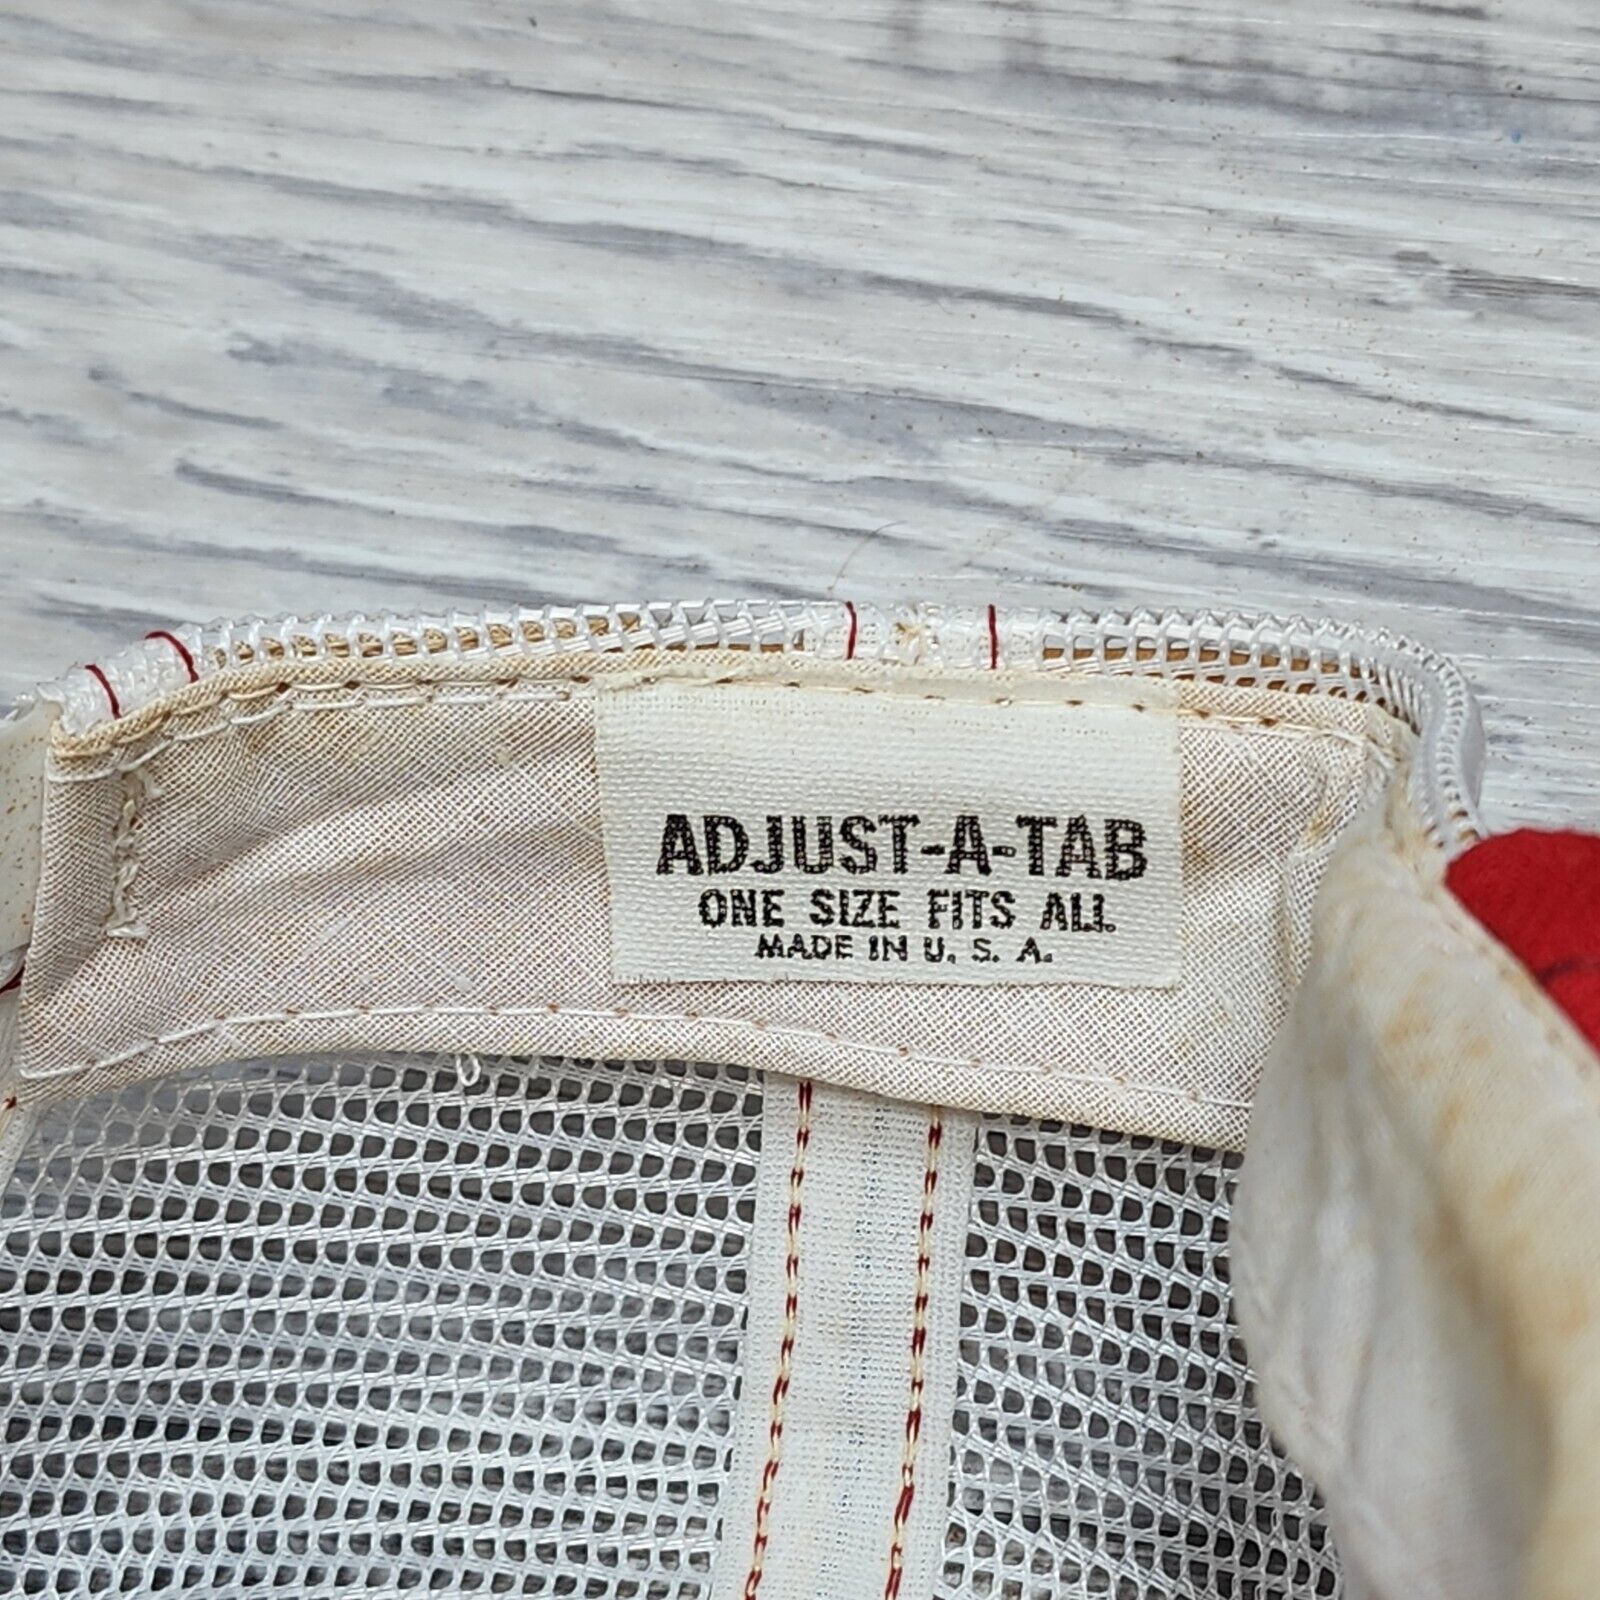 ADJUST-A-TAB
ONE SIZE FITS ALL
MADE IN U. S. A.